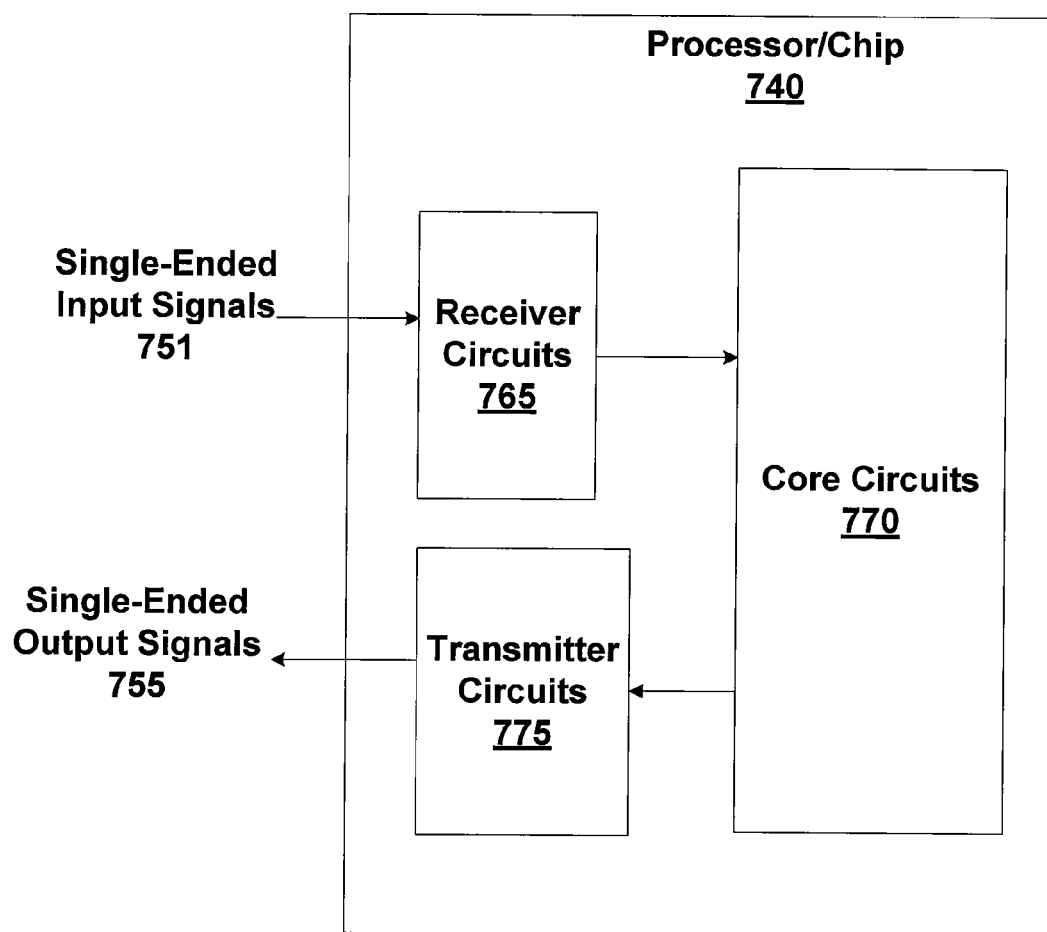 Processor/Chip
740
Single-Ended
Input Signals
751
Receiver
Circuits
765
Core Circuits
770
Single-Ended
Output Signals
755
Transmitter
Circuits
775